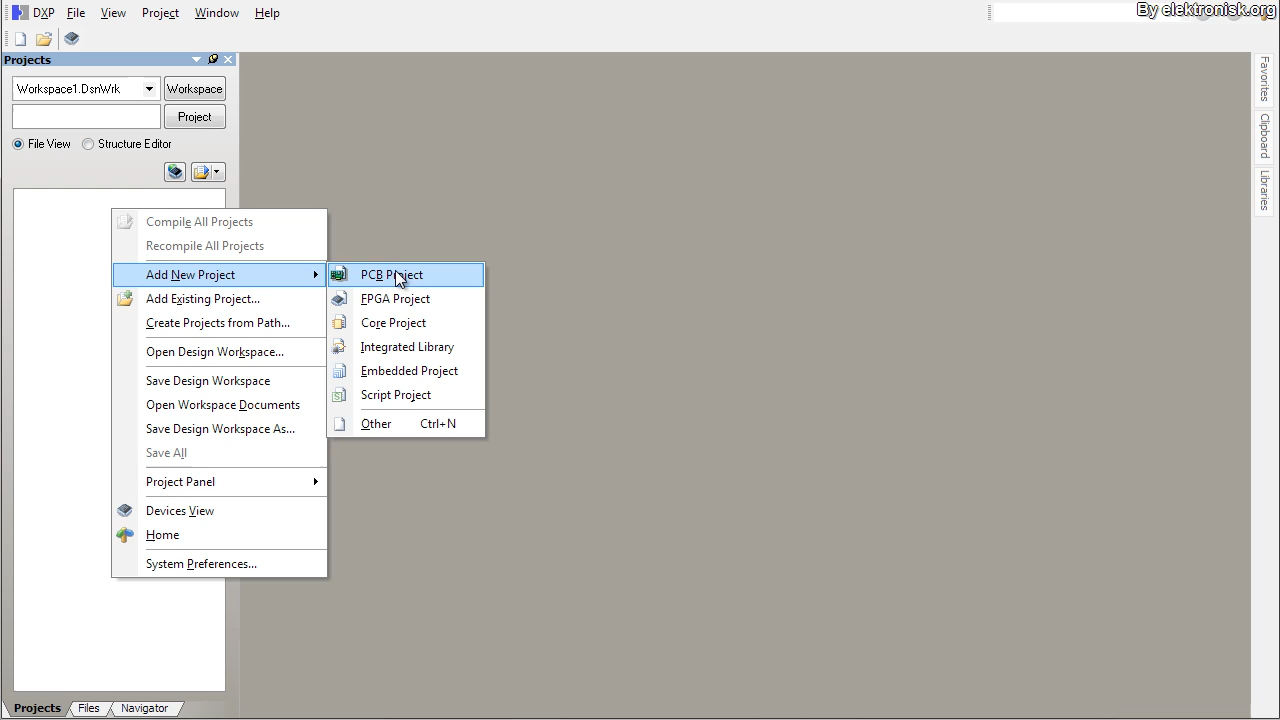 DXP File View Project Window Help
By elektronisk.org
Projects
Workspace1.DsnWrk Workspace
Project
File View Structure Editor
Compile All Projects
Recompile All Projects
Add New Project
Add Existing Project...
Create Projects from Path...
Open Design Workspace...
Save Design Workspace
Open Workspace Documents
Save Design Workspace As...
Save All
Project Panel
Devices View
Home
System Preferences...
PCB Project
FPGA Project
Core Project
Integrated Library
Embedded Project
Script Project
Other Ctrl+N
Favorites
Clipboard
Libraries
Projects Files Navigator